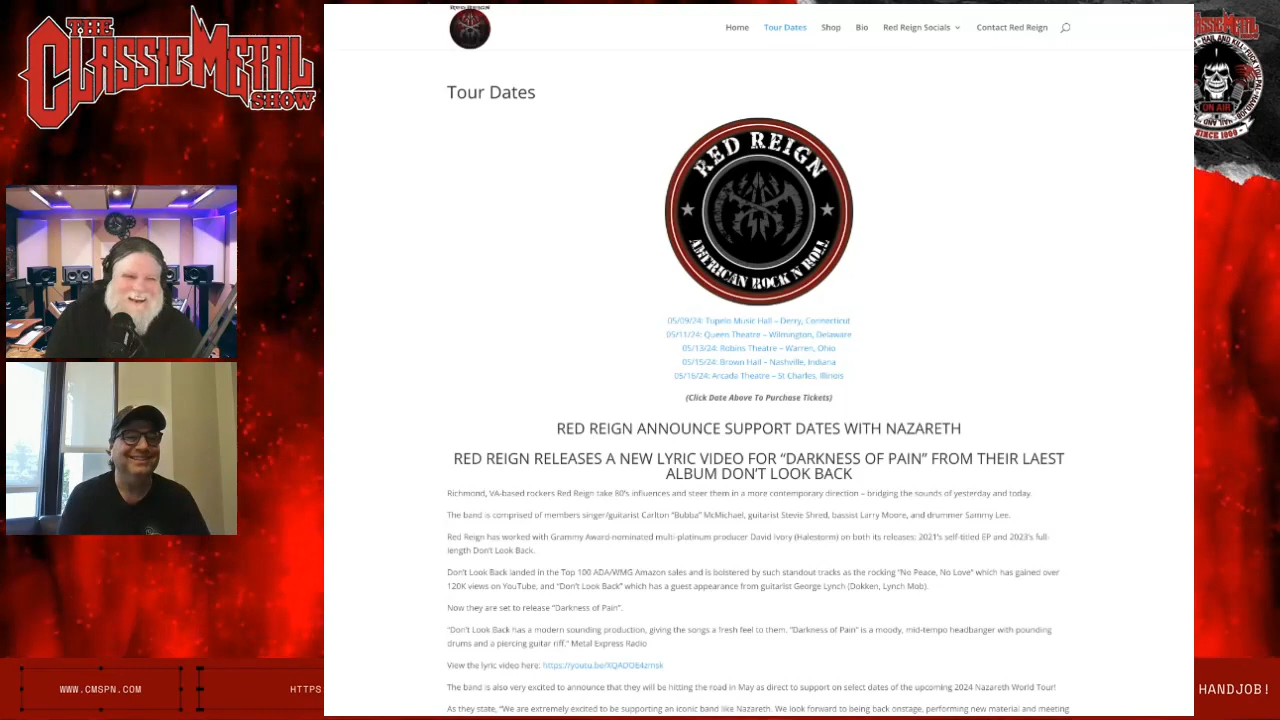 THE
CLASSIC METAL
SHOW
RED REIGN
Home Tour Dates Shop Bio Red Reign Socials Contact Red Reign
ON AIR
SINCE 1899
Tour Dates
RED REIGN
AMERICAN ROCK N ROLL
05/09/24: Tupelo Music Hall – Derry, Connecticut
05/11/24: Queen Theatre – Wilmington, Delaware
05/13/24: Robins Theatre – Warren, Ohio
05/15/24: Brown Hall – Nashville, Indiana
05/16/24: Arcada Theatre – St Charles, Illinois
(Click Date Above To Purchase Tickets)
RED REIGN ANNOUNCE SUPPORT DATES WITH NAZARETH
RED REIGN RELEASES A NEW LYRIC VIDEO FOR “DARKNESS OF PAIN” FROM THEIR LAEST
ALBUM DON’T LOOK BACK
Richmond, VA-based rockers Red Reign take 80’s influences and steer them in a more contemporary direction – bridging the sounds of yesterday and today.
The band is comprised of members singer/guitarist Carlton “Bubba” McMichael, guitarist Stevie Shred, bassist Larry Moore, and drummer Sammy Lee.
Red Reign has worked with Grammy Award-nominated multi-platinum producer David Ivory (Halestorm) on both its releases; 2021’s self-titled EP and 2023’s full-
length Don’t Look Back.
Don’t Look Back landed in the Top 100 ADA/WMG Amazon sales and is bolstered by such standout tracks as the rocking “No Peace, No Love” which has gained over
120K views on YouTube, and “Don’t Look Back” which has a guest appearance from guitarist George Lynch (Dokken, Lynch Mob).
Now they are set to release “Darkness of Pain”.
“Don’t Look Back has a modern sounding production, giving the songs a fresh feel to them. “Darkness of Pain” is a moody, mid-tempo headbanger with pounding
drums and a piercing guitar riff.” Metal Express Radio
View the lyric video here: https://youtu.be/XQADOE4zmsk
The band is also very excited to announce that they will be hitting the road in May as direct to support on select dates of the upcoming 2024 Nazareth World Tour!
As they state, “We are extremely excited to be supporting an iconic band like Nazareth. We look forward to being back onstage, performing new material and meeting
WWW.CMSPN.COM
HTTPS
HANDJOB!